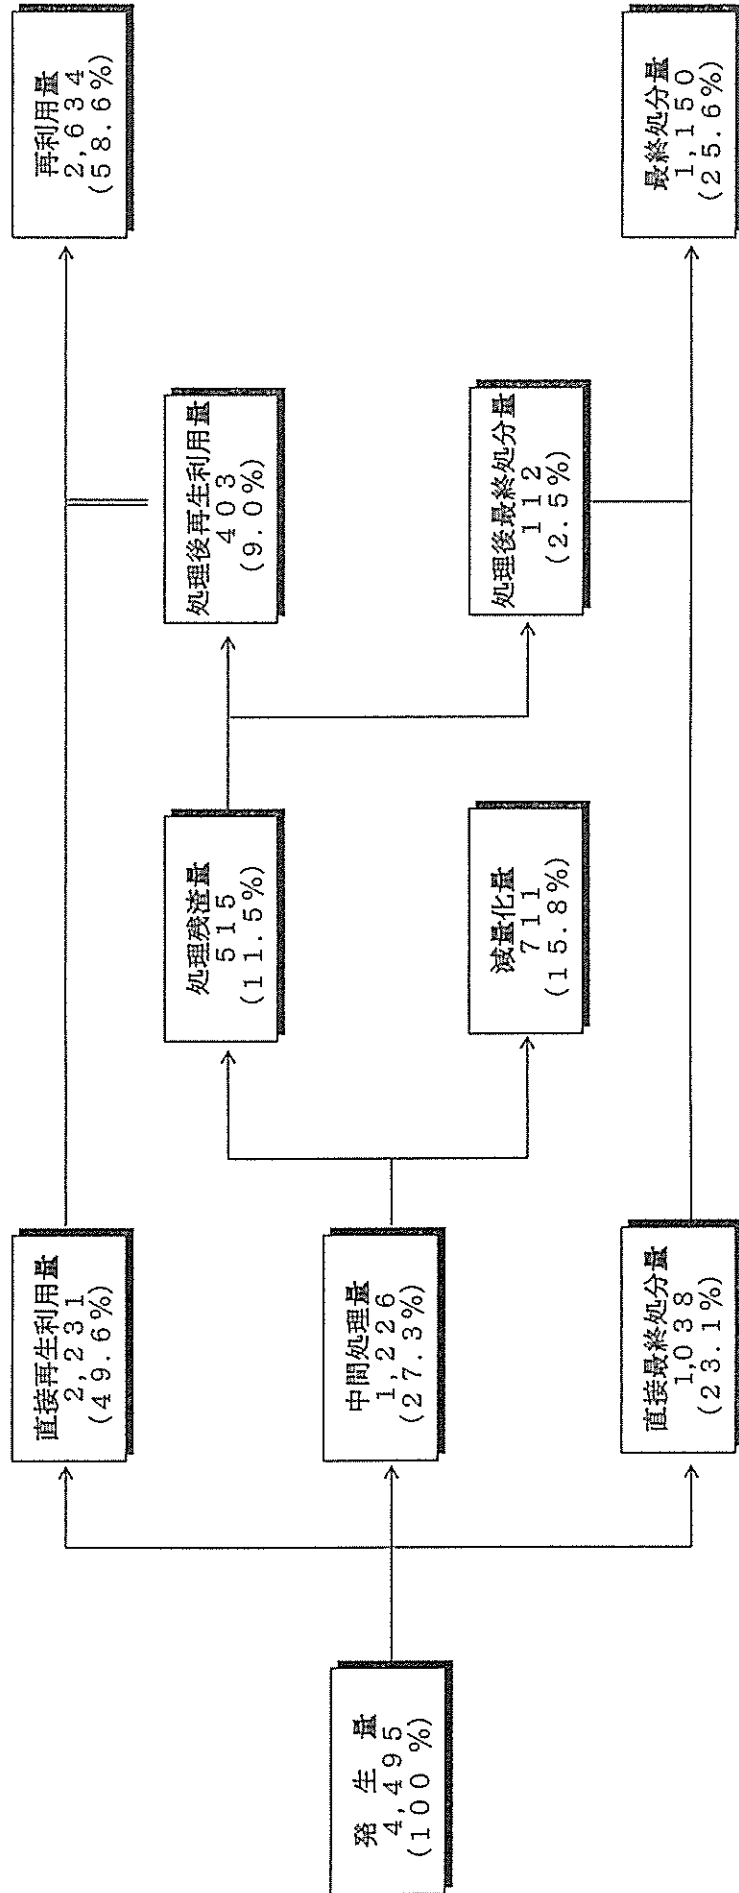 発 生 量
4,495
(100 %)
直接再生利用量
2,231
(49.6%)
中間処理量
1,226
(27.3%)
直接最終処分量
1,038
(23.1%)
処理残渣量
515
(11.5%)
減量化量
711
(15.8%)
処理後再生利用量
403
(9.0%)
処理後最終処分量
112
(2.5%)
再利用量
2,634
(58.6%)
最終処分量
1,150
(25.6%)